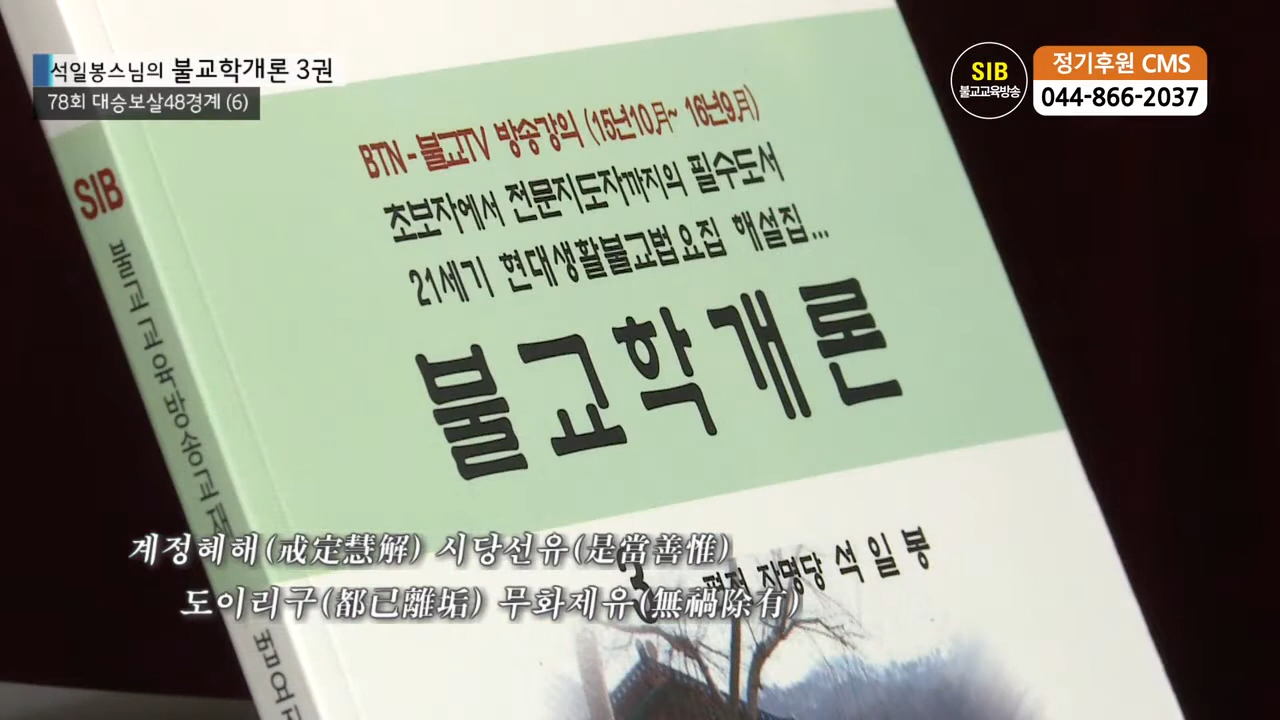 석일봉스님의 불교학개론 3권
78회 대승보살48경계 (6)
SIB
불교교육방송
정기후원 CMS
044-866-2037
BTN - 불교TV 방송강의 (15년10月~ 16년9月)
초보자에서 전문지도자까지의 필수도서
21세기 현대생활불교법요집 해설집...
불교학개론
3 편저 자명당 석일봉
SIB
불교교육방송교재
계정혜해(戒定慧解) 시당선유(是當善惟)
도이리구(都已離垢) 무화제유(無禍除有)